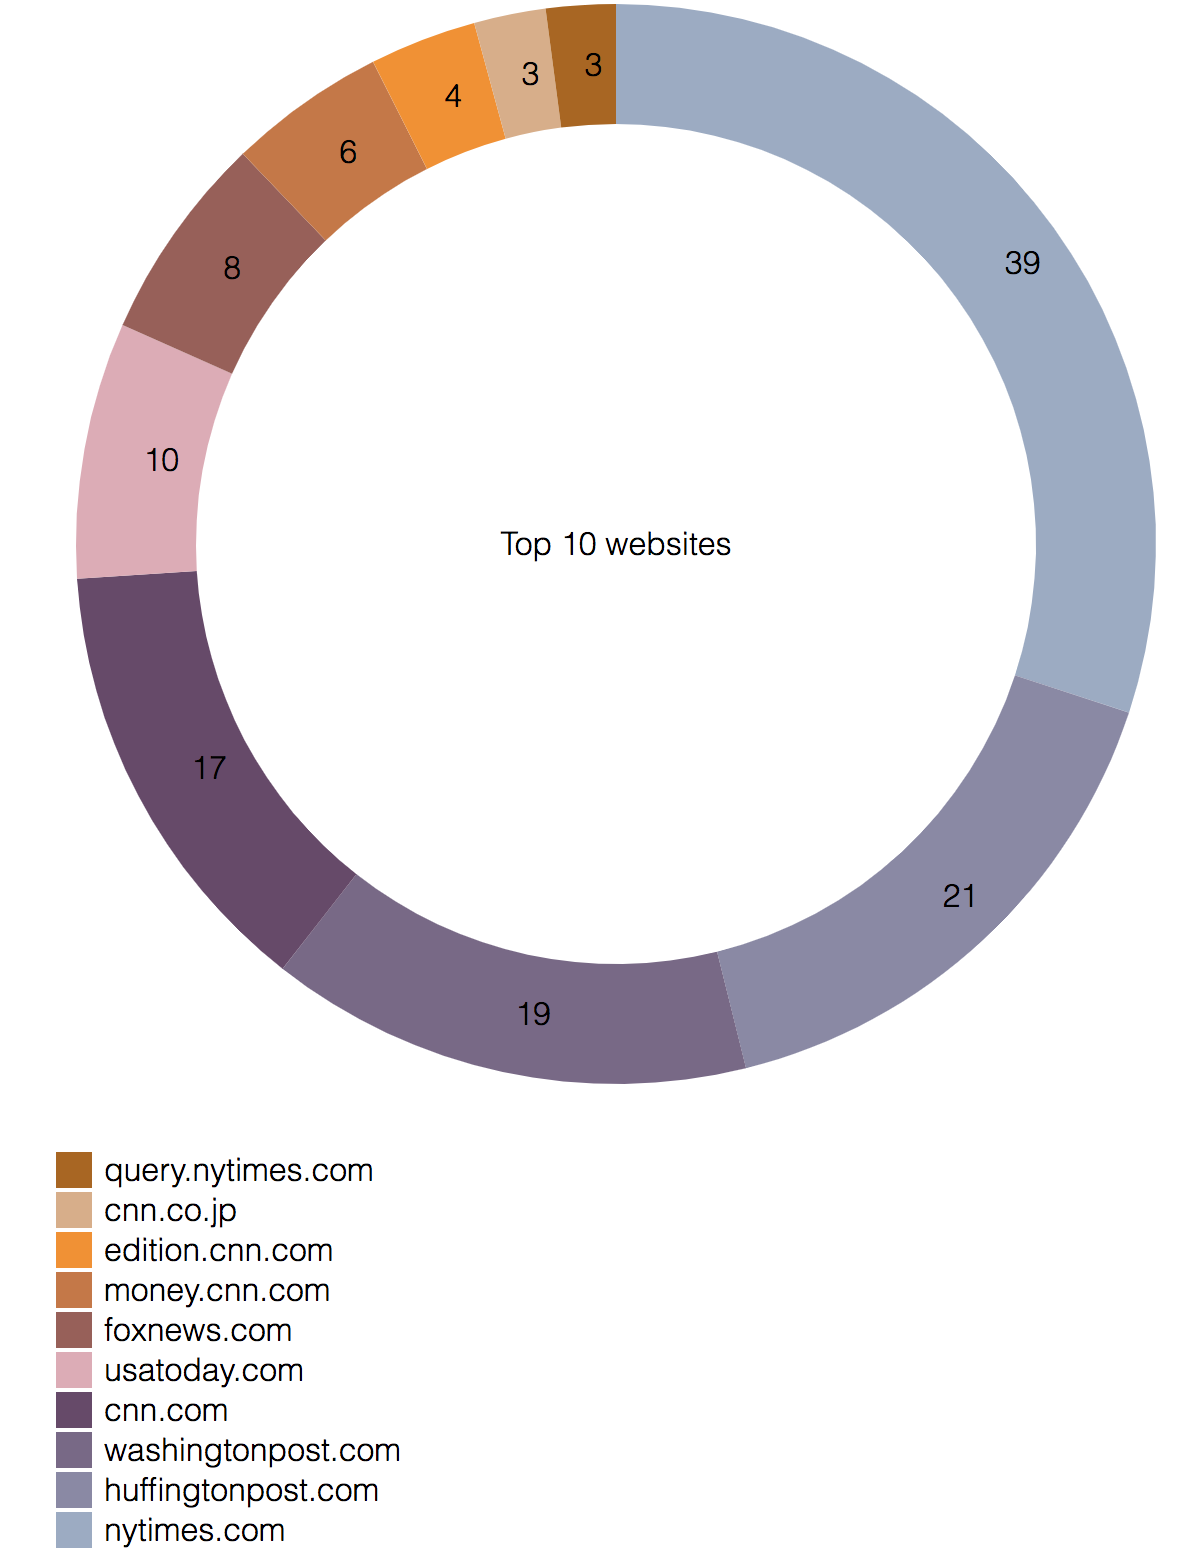 3
3
4
6
39
8
10
Top 10 websites
17
21
19
query.nytimes.com
cnn.co.jp
edition.cnn.com
money.cnn.com
foxnews.com
usatoday.com
cnn.com
washingtonpost.com
huffingtonpost.com
nytimes.com